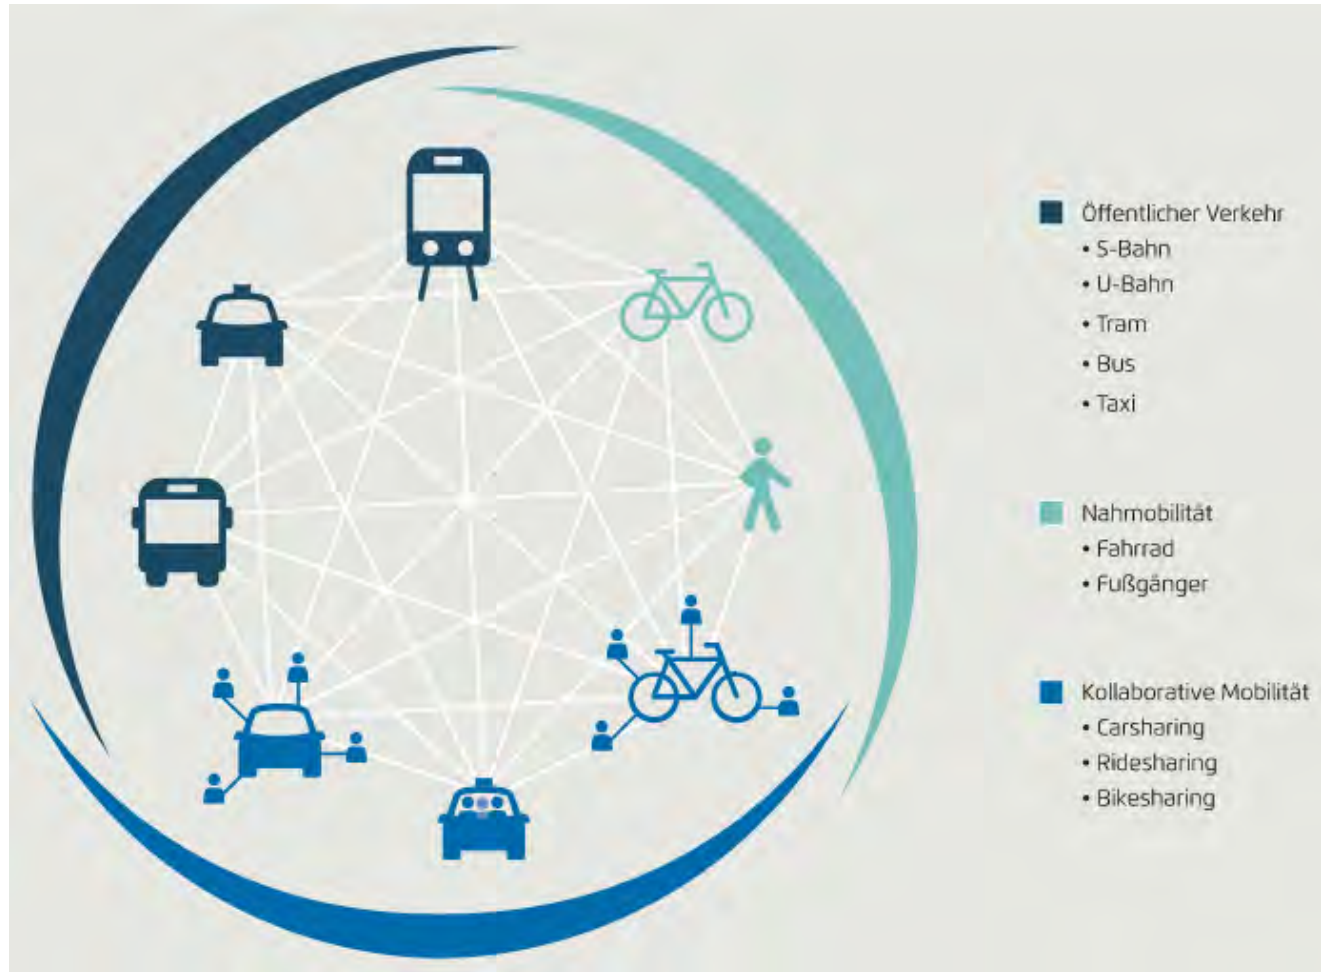 Öffentlicher Verkehr
• S-Bahn
• U-Bahn
• Tram
• Bus
• Taxi
Nahmobilität
• Fahrrad
• Fußgänger
Kollaborative Mobilität
• Carsharing
• Ridesharing
• Bikesharing